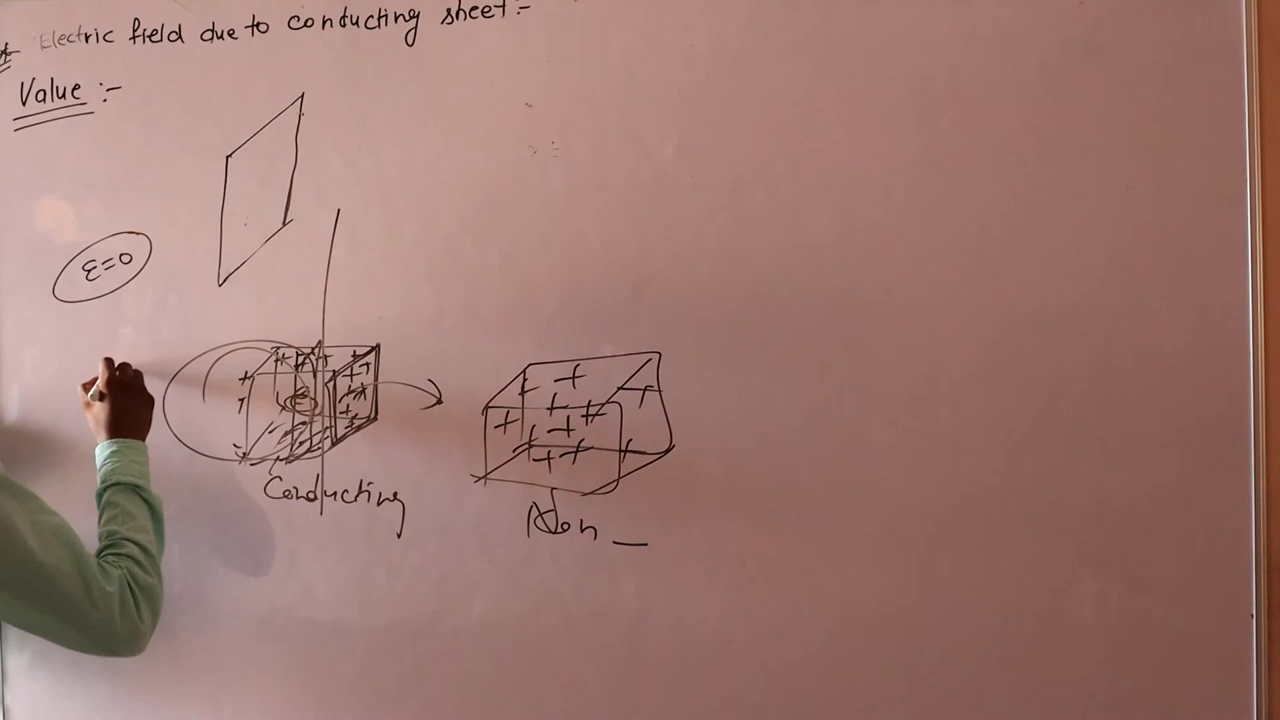 * Electric field due to conducting sheet :-
Value :-
Ɛ=0
Conducting
Non _